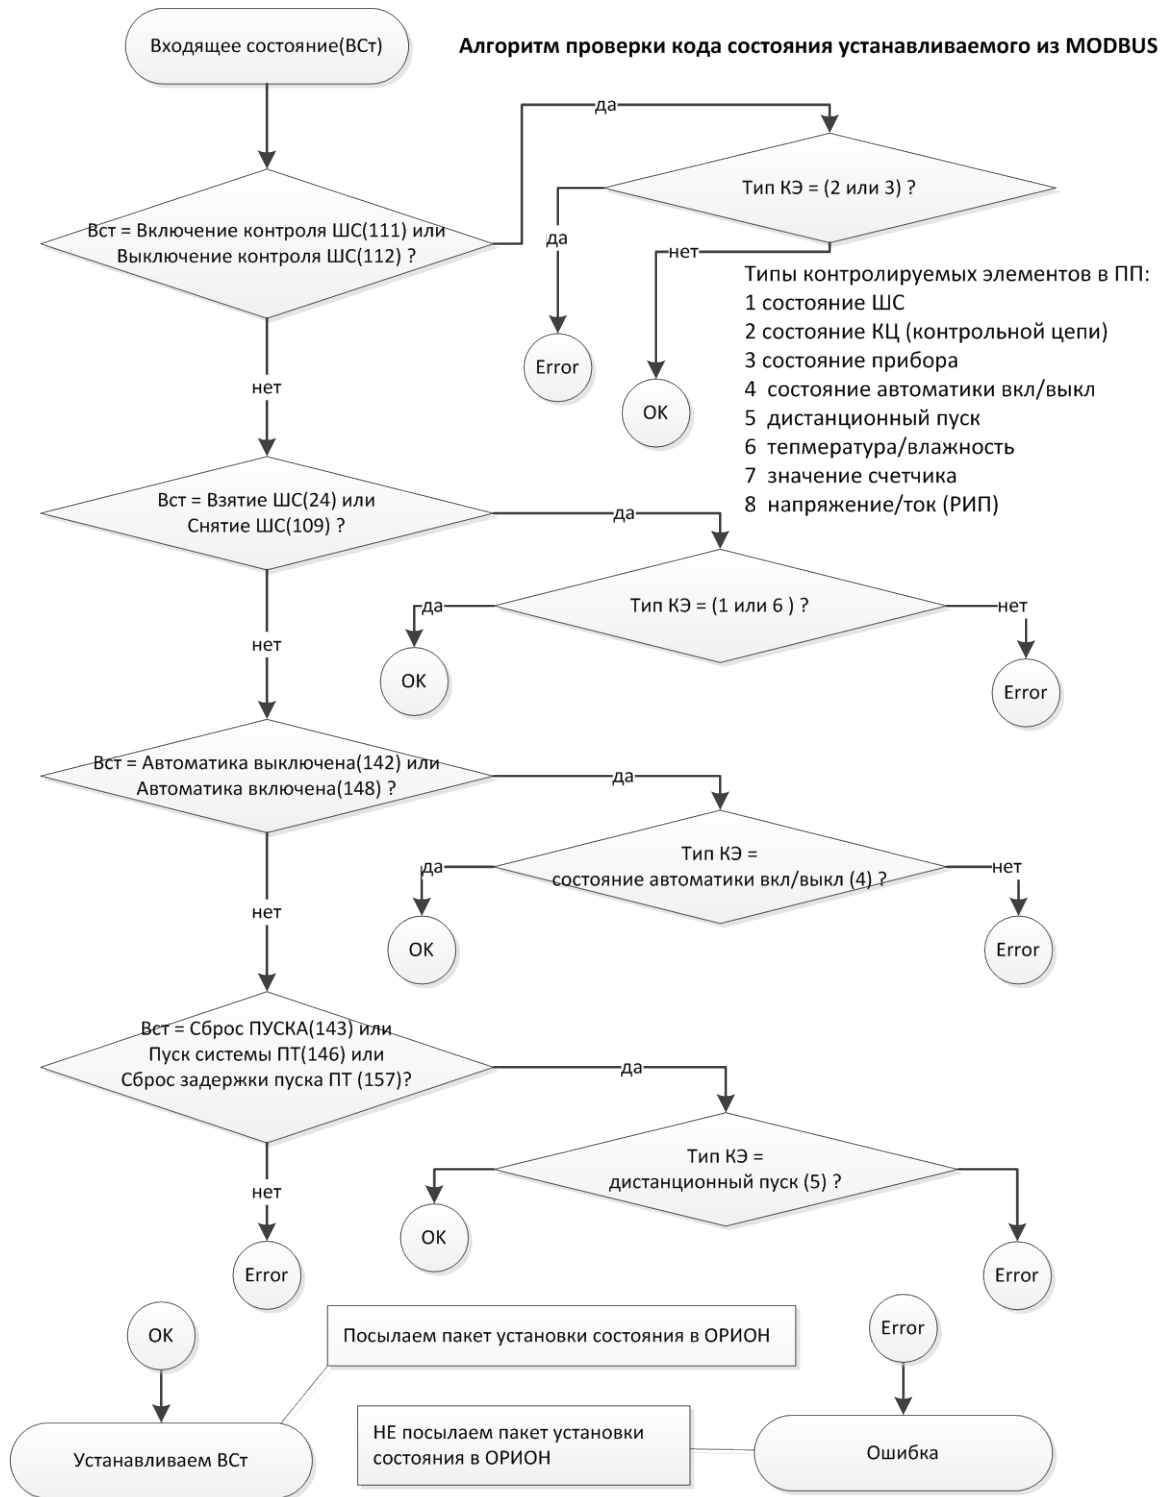 Входящее состояние(ВСт)
Алгоритм проверки кода состояния устанавливаемого из MODBUS
да
Тип КЭ = (2 или 3) ?
Вст = Включение контроля ШС(111) или
Выключение контроля ШС(112) ?
да
нет
Error
OK
Типы контролируемых элементов в ПП:
1 состояние ШС
2 состояние КЦ (контрольной цепи)
3 состояние прибора
4  состояние автоматики вкл/выкл
5  дистанционный пуск
6  тепмература/влажность
7  значение счетчика
8  напряжение/ток (РИП)
нет
Вст = Взятие ШС(24) или
Снятие ШС(109) ?
да
Тип КЭ = (1 или 6 ) ?
да
нет
OK
Error
нет
Вст = Автоматика выключена(142) или
Автоматика включена(148) ?
да
Тип КЭ =
состояние автоматики вкл/выкл (4) ?
да
нет
OK
Error
нет
Вст = Сброс ПУСКА(143) или
Пуск системы ПТ(146) или
Сброс задержки пуска ПТ (157)?
да
Тип КЭ =
дистанционный пуск (5) ?
OK
Error
нет
Error
OK
Посылаем пакет установки состояния в ОРИОН
Error
Устанавливаем ВСт
НЕ посылаем пакет установки
состояния в ОРИОН
Ошибка